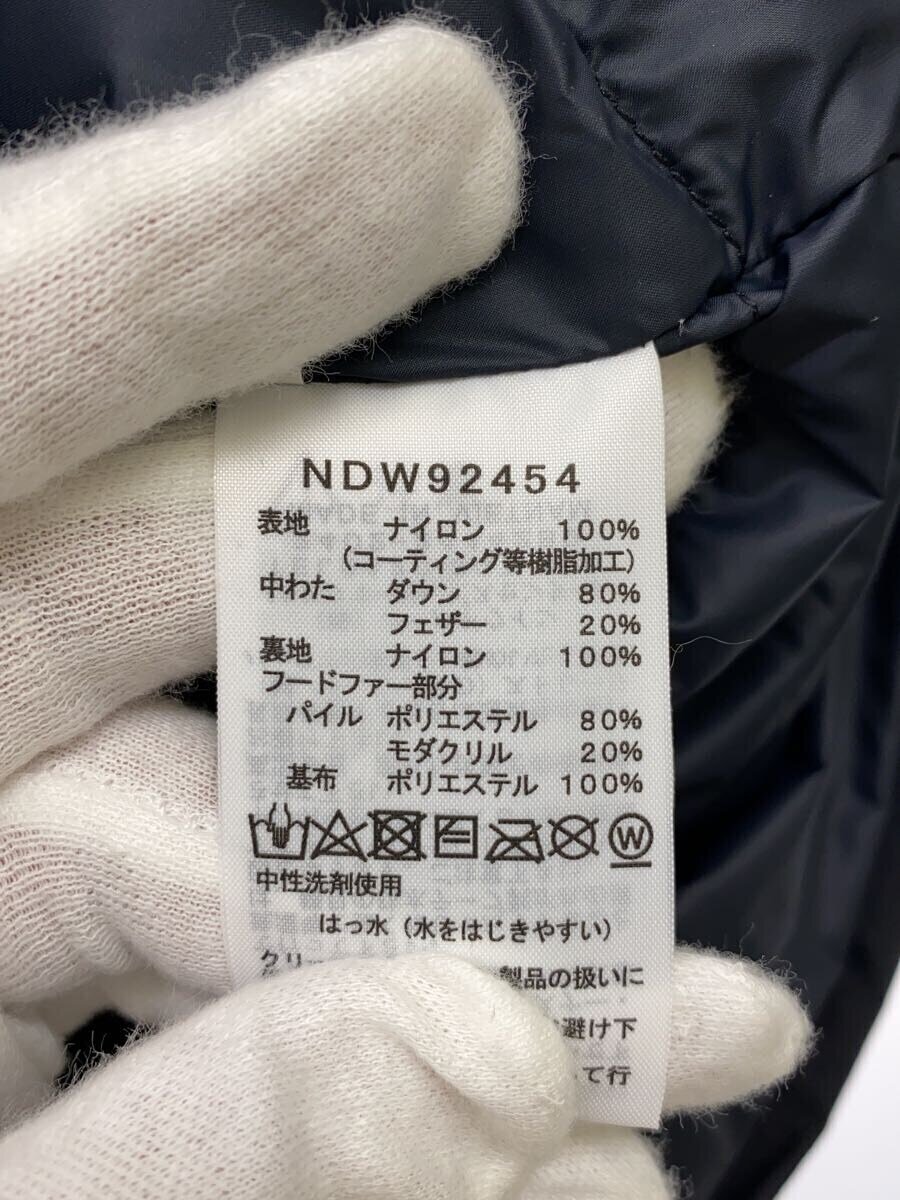 NDW92454
表地 ナイロン 100%
(コーティング等樹脂加工)
中わた ダウン 80%
フェザー 20%
裏地 ナイロン 100%
フードファー部分
パイル ポリエステル 80%
モダクリル 20%
基布 ポリエステル 100%
W
中性洗剤使用
はっ水 (水をはじきやすい)
クリー 製品の扱いに
避け下
て行